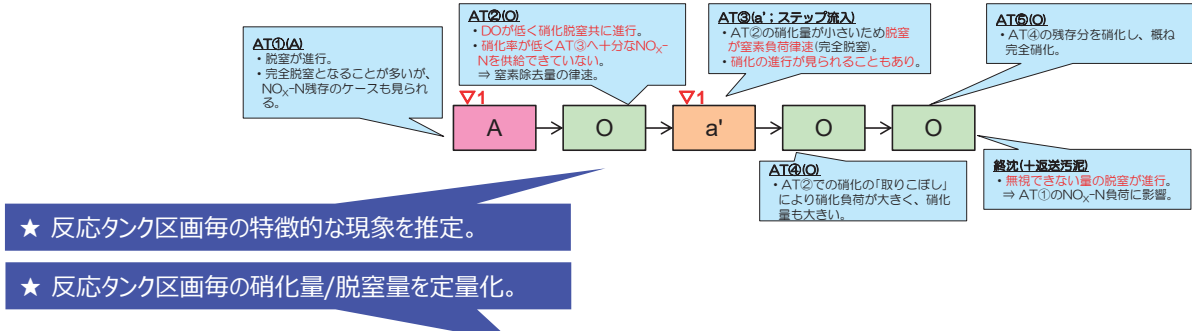 AT①(A)
・脱窒が進行。
・完全脱窒となることが多いが、
NOX-N残存のケースも見られ
る。
AT②(O)
・DOが低く硝化脱窒共に進行。
・硝化率が低くAT③へ十分なNOX-
Nを供給できていない。
⇒ 窒素除去量の律速。
AT③(a'；ステップ流入)
・AT②の硝化量が小さいため脱窒
が窒素負荷律速(完全脱窒)。
・硝化の進行が見られることもあり。
AT⑤(O)
・AT④の残存分を硝化し、概ね
完全硝化。
▽1
▽1
A
O
a'
O
O
AT④(O)
・AT②での硝化の「取りこぼし」
により硝化負荷が大きく、硝化
量も大きい。
終沈(＋返送汚泥)
・無視できない量の脱窒が進行。
⇒ AT①のNOX-N負荷に影響。
★ 反応タンク区画毎の特徴的な現象を推定。
★ 反応タンク区画毎の硝化量/脱窒量を定量化。